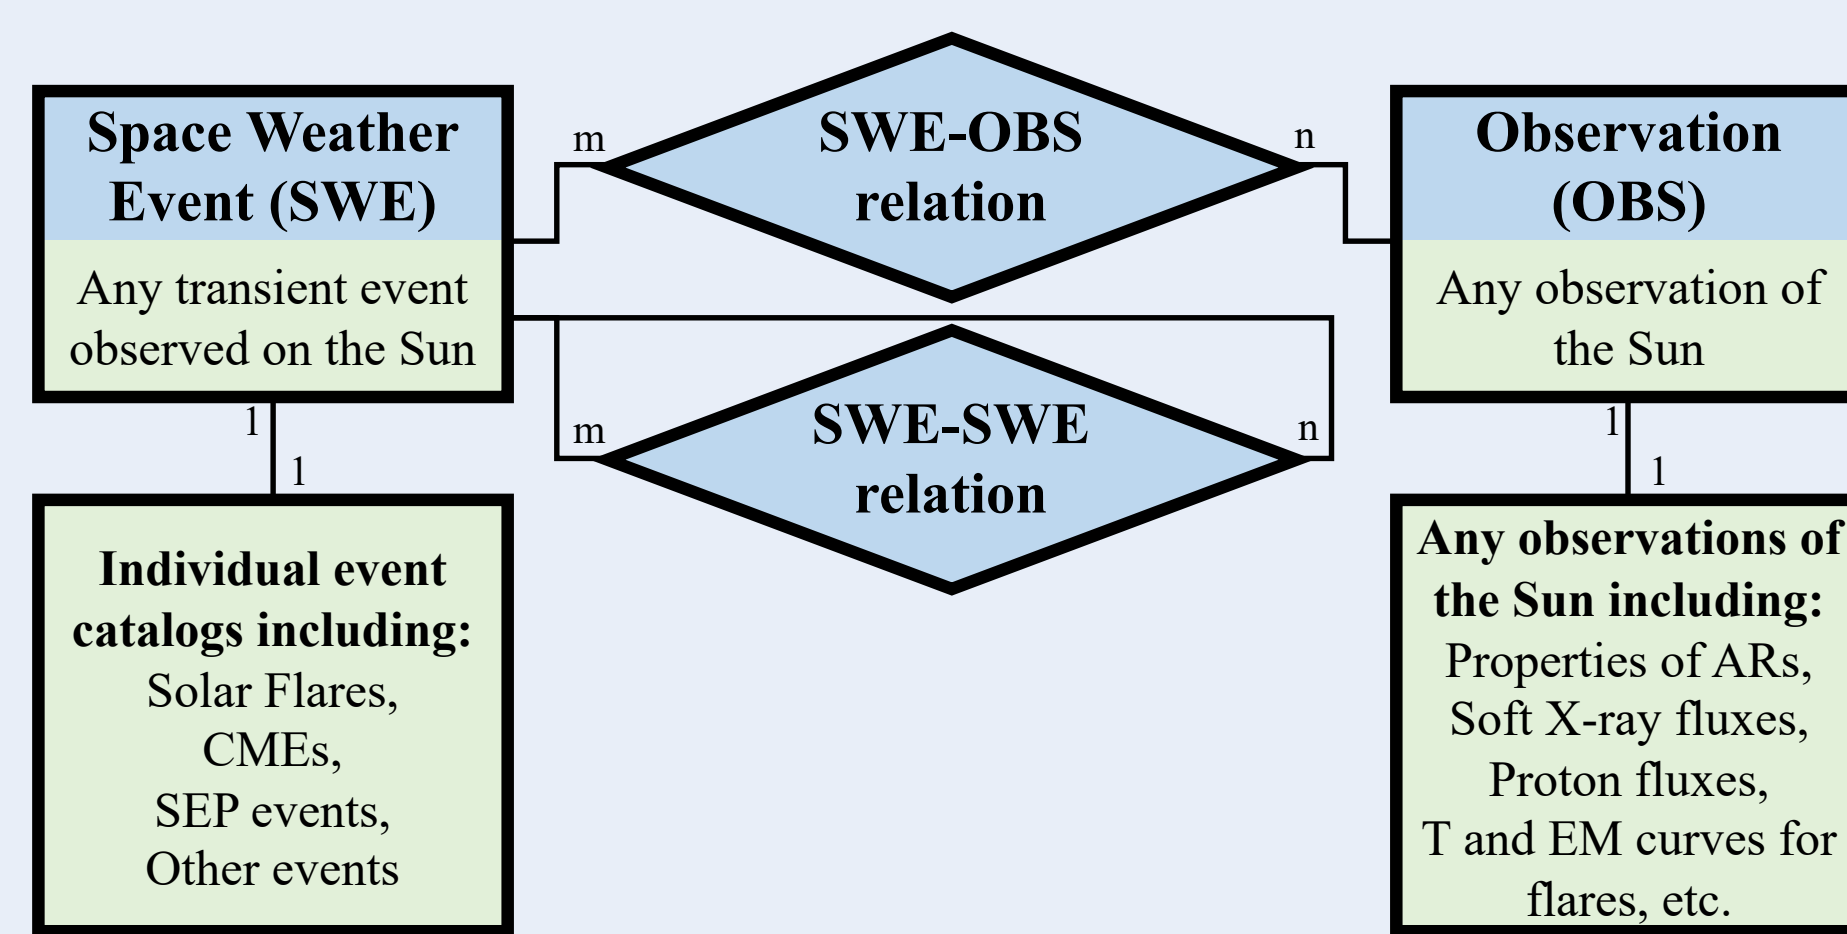 Space Weather
Event (SWE)
Any transient event
observed on the Sun
m
SWE-OBS
relation
n
Observation
(OBS)
Any observation of
the Sun
m
SWE-SWE
relation
n
1
1
Individual event
catalogs including:
Solar Flares,
CMEs,
SEP events,
Other events
1
1
Any observations of
the Sun including:
Properties of ARs,
Soft X-ray fluxes,
Proton fluxes,
T and EM curves for
flares, etc.